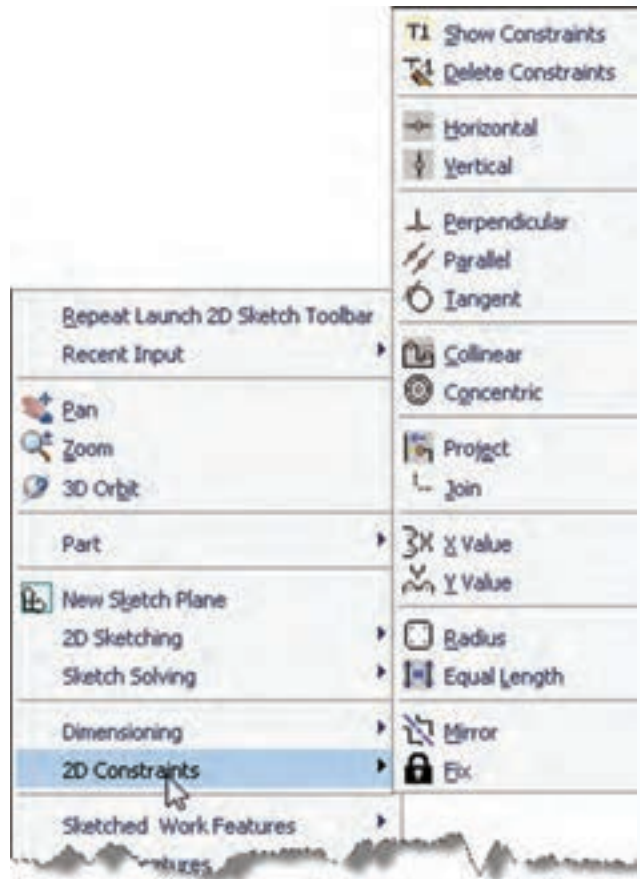 T1 Show Constraints
Delete Constraints
Horizontal
Vertical
Perpendicular
Parallel
Tangent
Collinear
Concentric
Project
Join
X Value
Y Value
Radius
Equal Length
Mirror
Fix
Repeat Launch 2D Sketch Toolbar
Recent Input
Pan
Zoom
3D Orbit
Part
New Sketch Plane
2D Sketching
Sketch Solving
Dimensioning
2D Constraints
Sketched Work Features